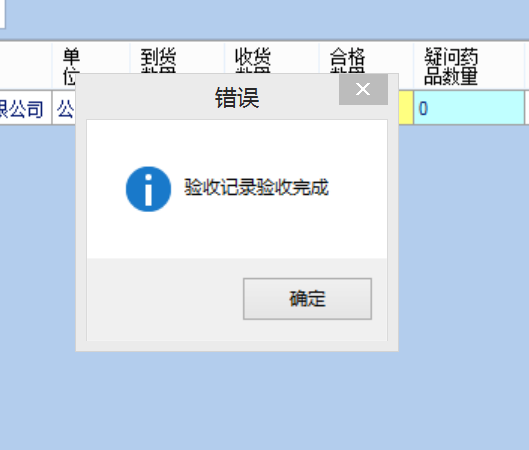 单位 到货 收货 合格 疑问药品数量
限公司 公 0
错误
验收记录验收完成
确定